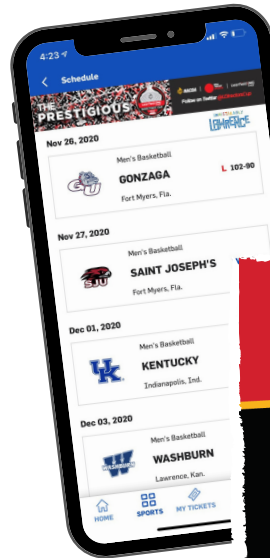 4:23
Schedule
THE
PRESTIGIOUS
Follow on Twitter
LAWRENCE
Nov 26, 2020
Men's Basketball
GU
GONZAGA
L 102-90
Fort Myers, Fla.
Nov 27, 2020
Men's Basketball
SJU
SAINT JOSEPH'S
Fort Myers, Fla.
Dec 01, 2020
Men's Basketball
UK
KENTUCKY
Indianapolis, Ind.
Dec 03, 2020
Men's Basketball
W
WASHBURN
WASHBURN
Lawrence, Kan.
HOME
SPORTS
MY TICKETS